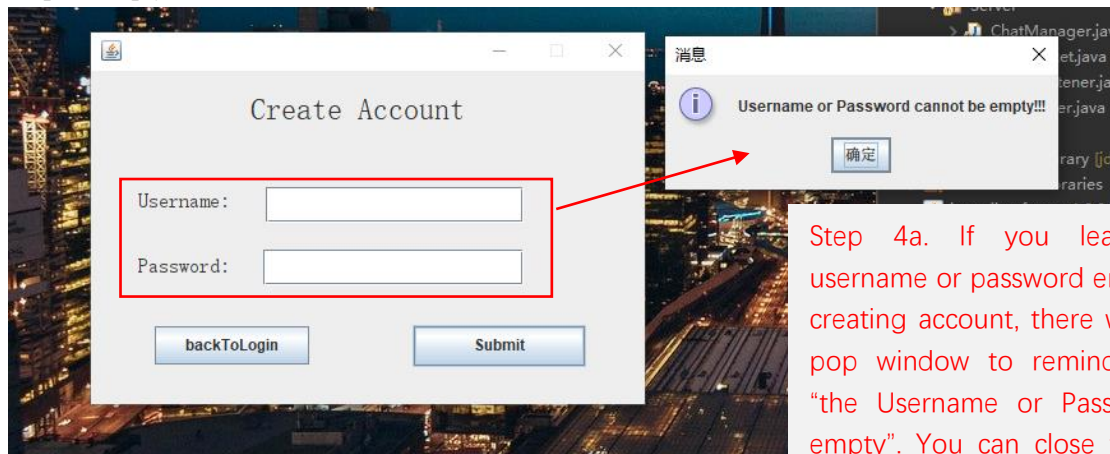 ChatManager.jav
消息
et.java
tener.ja
Create Account
Username or Password cannot be empty!!!
er.java
确定
rary
raries
Username:
Password:
backToLogin
Submit
Step 4a. If you lea
username or password e
creating account, there
pop window to remin
“the Username or Pass
empty”. You can close